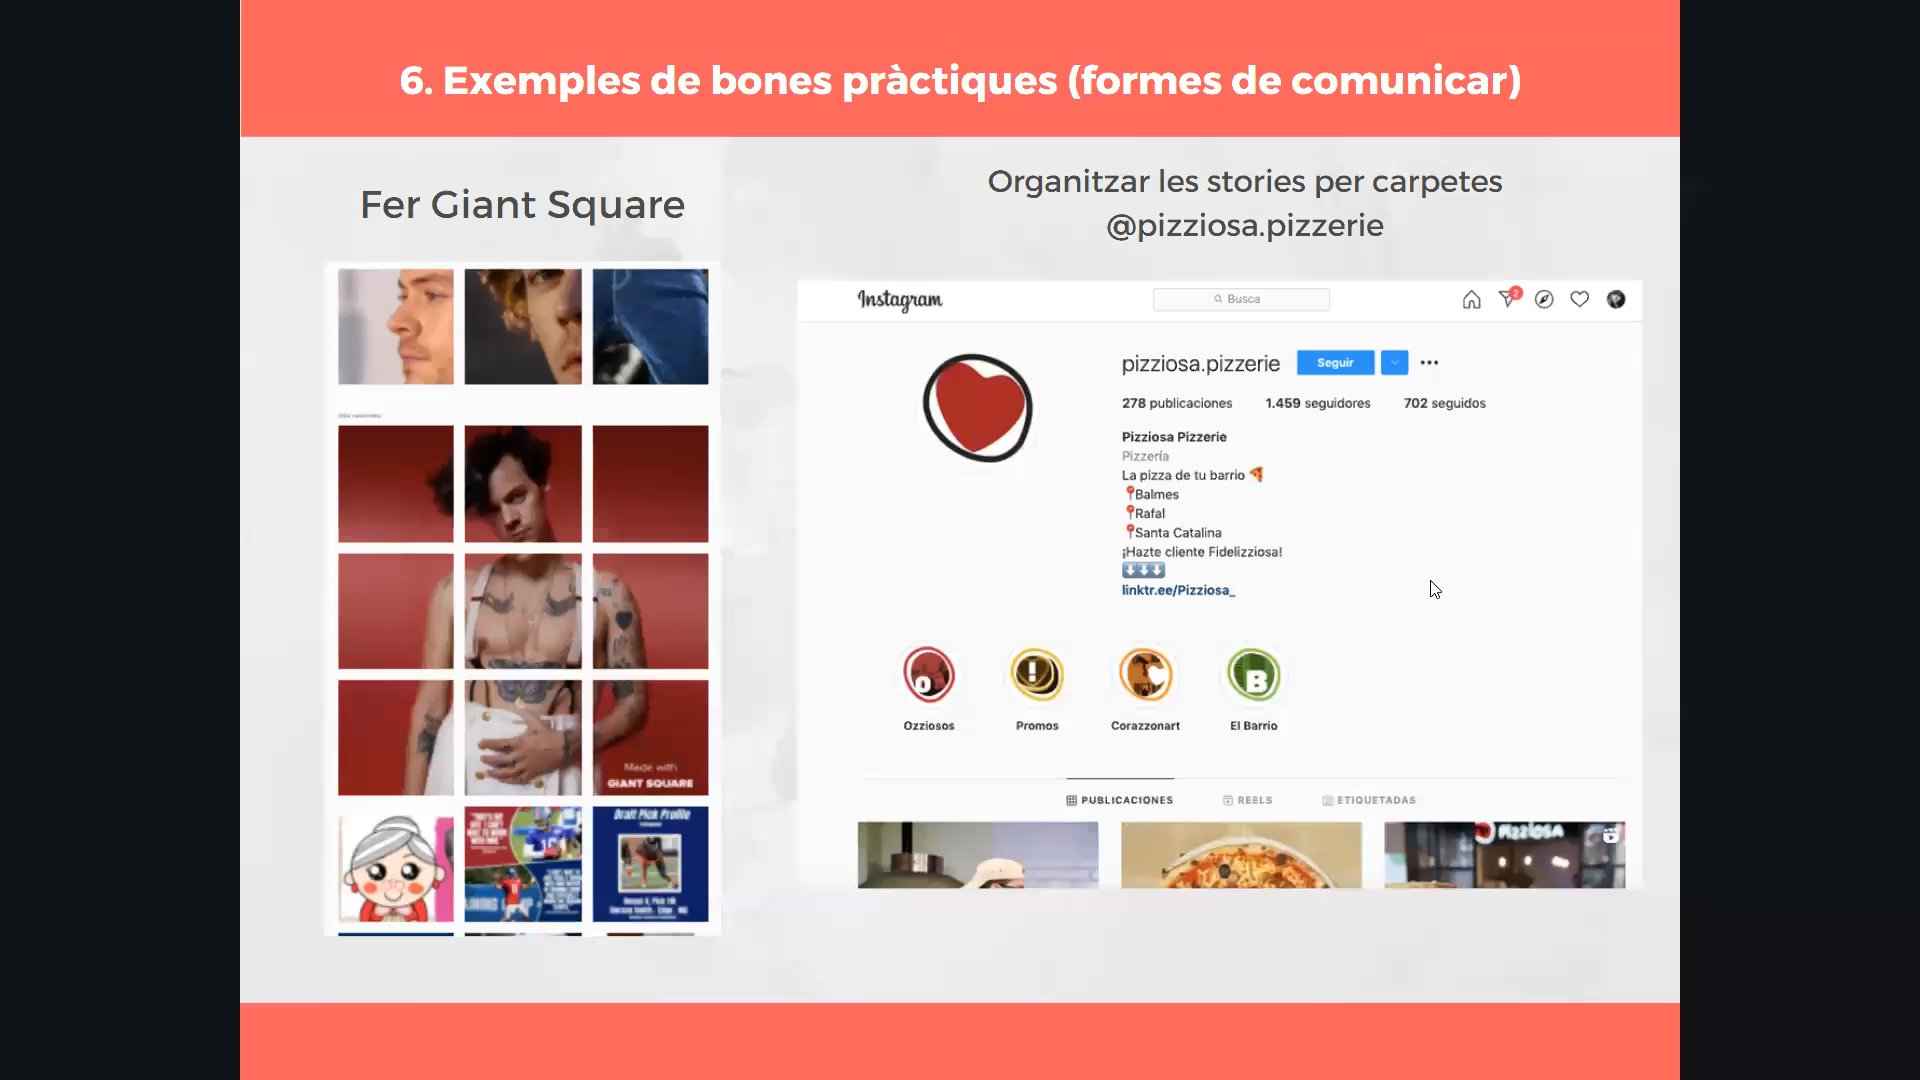 6. Exemples de bones pràctiques (formes de comunicar)
Fer Giant Square
Made with
GIANT SQUARE
Draft Pick Profile
Organitzar les stories per carpetes
@pizziosa.pizzerie
Instagram
Busca
2
pizziosa.pizzerie
Seguir
278 publicaciones
1.459 seguidores
702 seguidos
Pizziosa Pizzerie
Pizzería
La pizza de tu barrio 🍕
📍Balmes
📍Rafal
📍Santa Catalina
¡Hazte cliente Fidelizziosa!
⬇️⬇️⬇️
linktr.ee/Pizziosa_
O
!
C
B
Ozziosos
Promos
Corazzonart
El Barrio
PUBLICACIONES
REELS
ETIQUETADAS
PIZZIOSA